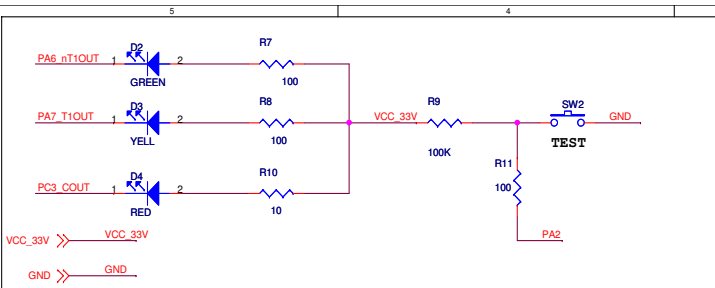 5 4
D2 R7
PA6_nT1OUT 1 2
GREEN 100
D3 R8 R9 SW2
PA7_T1OUT 1 2 VCC_33V GND
YELL 100 100K TEST
D4 R10 R11
PC3_COUT 1 2 100
RED 10
VCC_33V VCC_33V PA2
GND GND